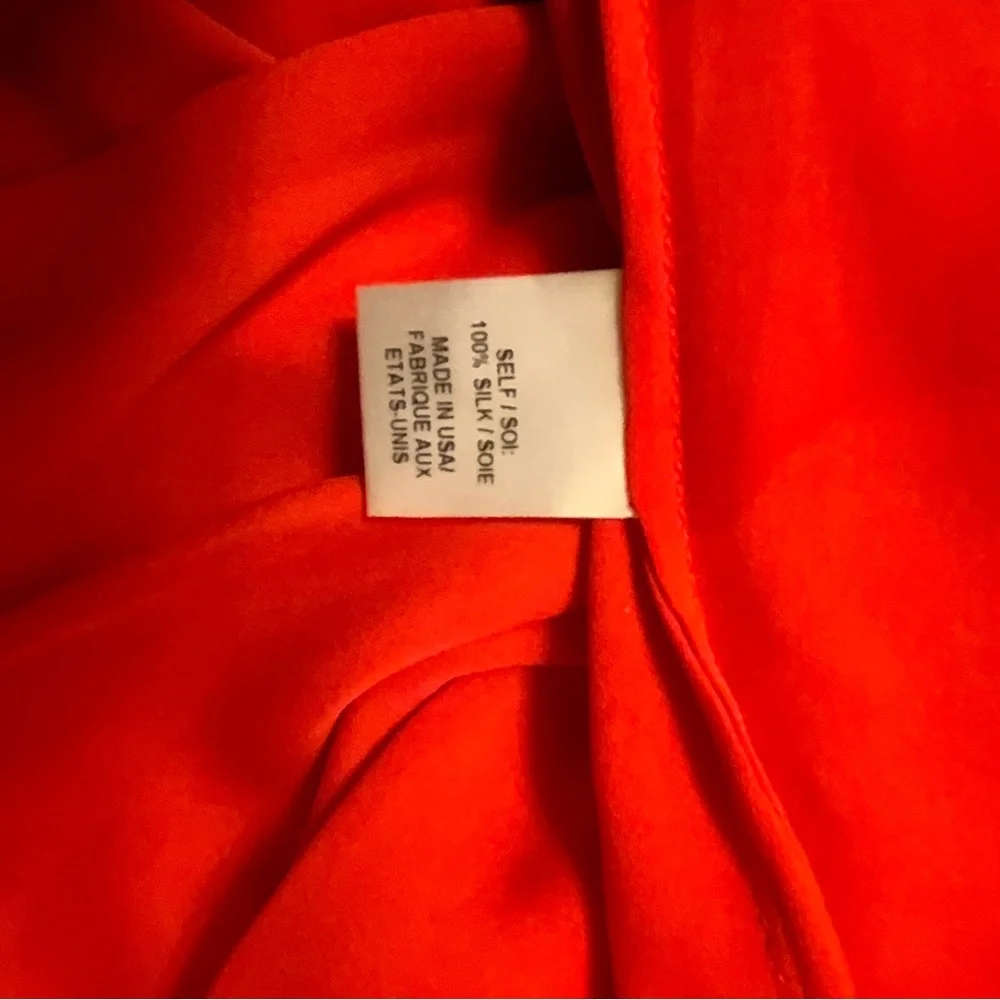 SELF / SOI:
100% SILK / SOIE
MADE IN USA/
FABRIQUE AUX
ETATS-UNIS